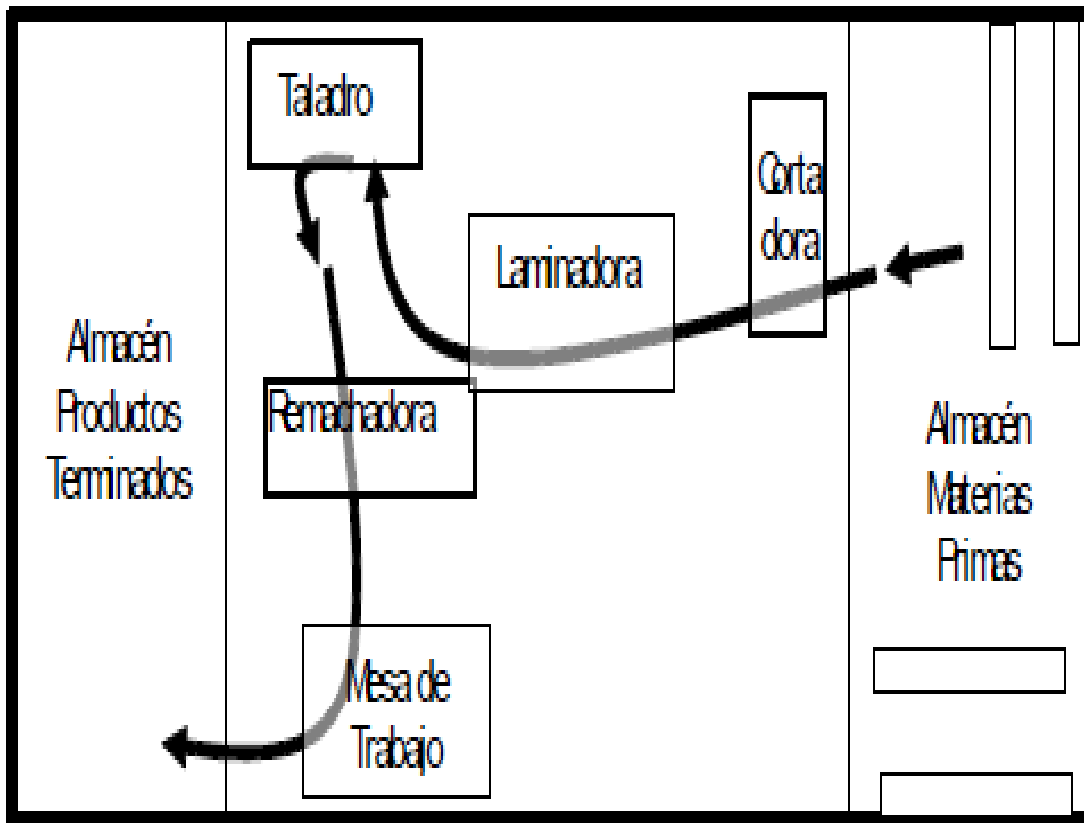 Taladro
Corta
dora
Laminadora
Almacén
Productos
Terminados
Remachadora
Almacén
Materias
Primas
Mesa de
Trabajo